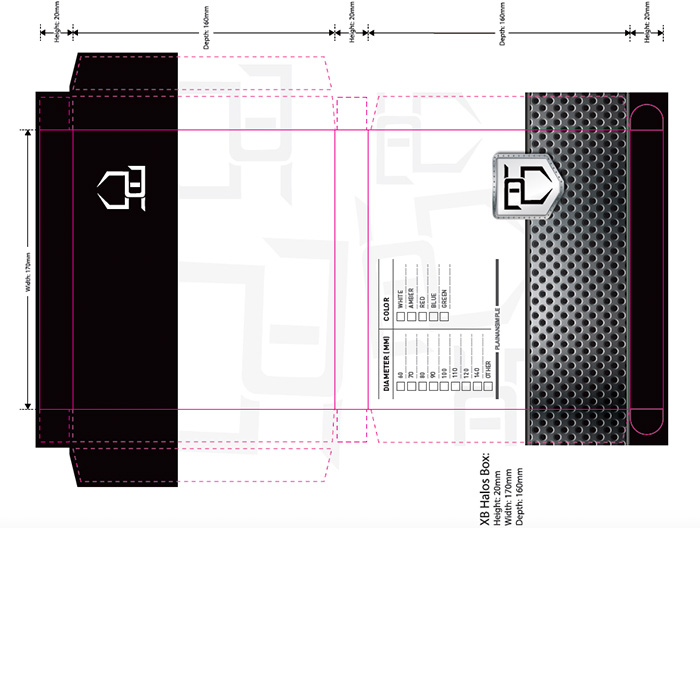 Height: 20mm
Depth: 160mm
Height: 20mm
Depth: 160mm
Height: 20mm
Width: 170mm
COLOR
WHITE
AMBER
RED
BLUE
GREEN
DIAMETER (MM)
60
70
80
90
100
110
120
140
OTHER
PLAINANSIMPLE
XB Halos Box:
Height: 20mm
Width: 170mm
Depth: 160mm